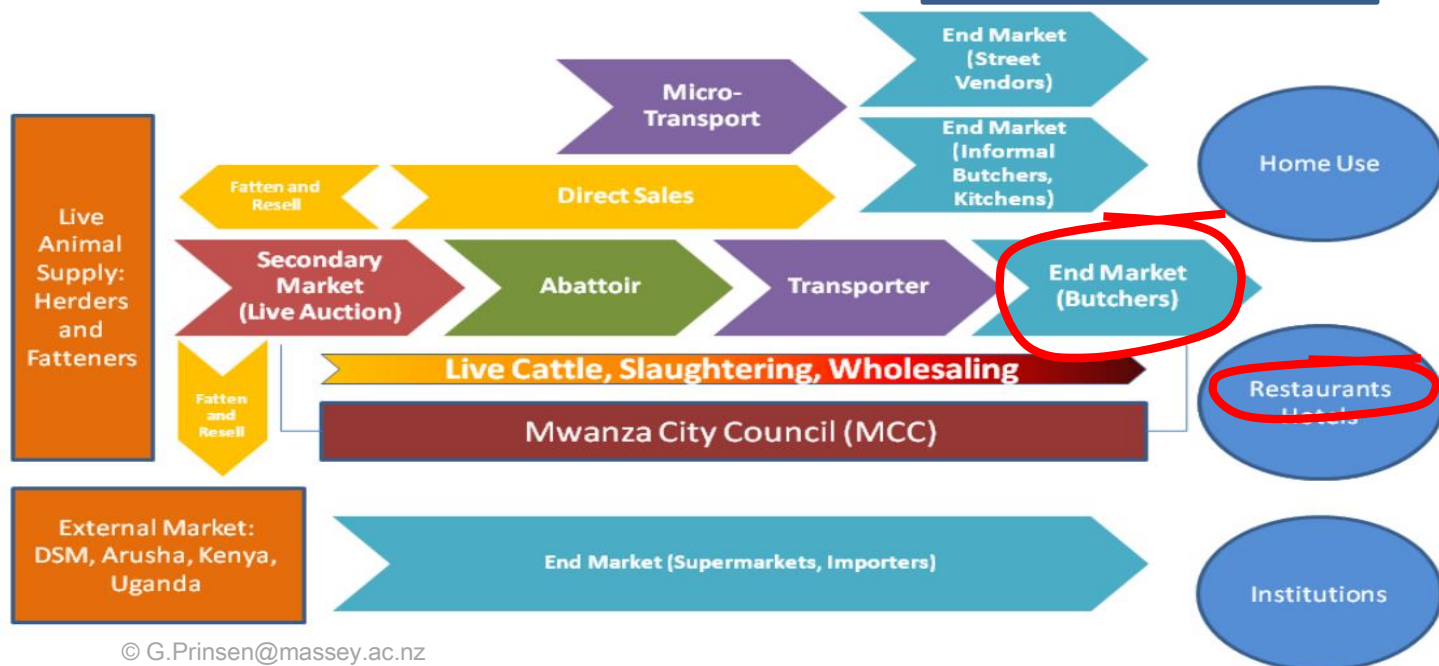 End Market
(Street
Vendors)
Micro-
Transport
End Market
(Informal
Butchers,
Kitchens)
Home Use
Fatten and
Resell
Direct Sales
Live
Animal
Supply:
Herders
and
Fatteners
Secondary
Market
(Live Auction)
Abattoir
Transporter
End Market
(Butchers)
Live Cattle, Slaughtering, Wholesaling
Restaurants
Hotels
Fatten
and
Resell
Mwanza City Council (MCC)
External Market:
DSM, Arusha, Kenya,
Uganda
End Market (Supermarkets, Importers)
Institutions
© G.Prinsen@massey.ac.nz